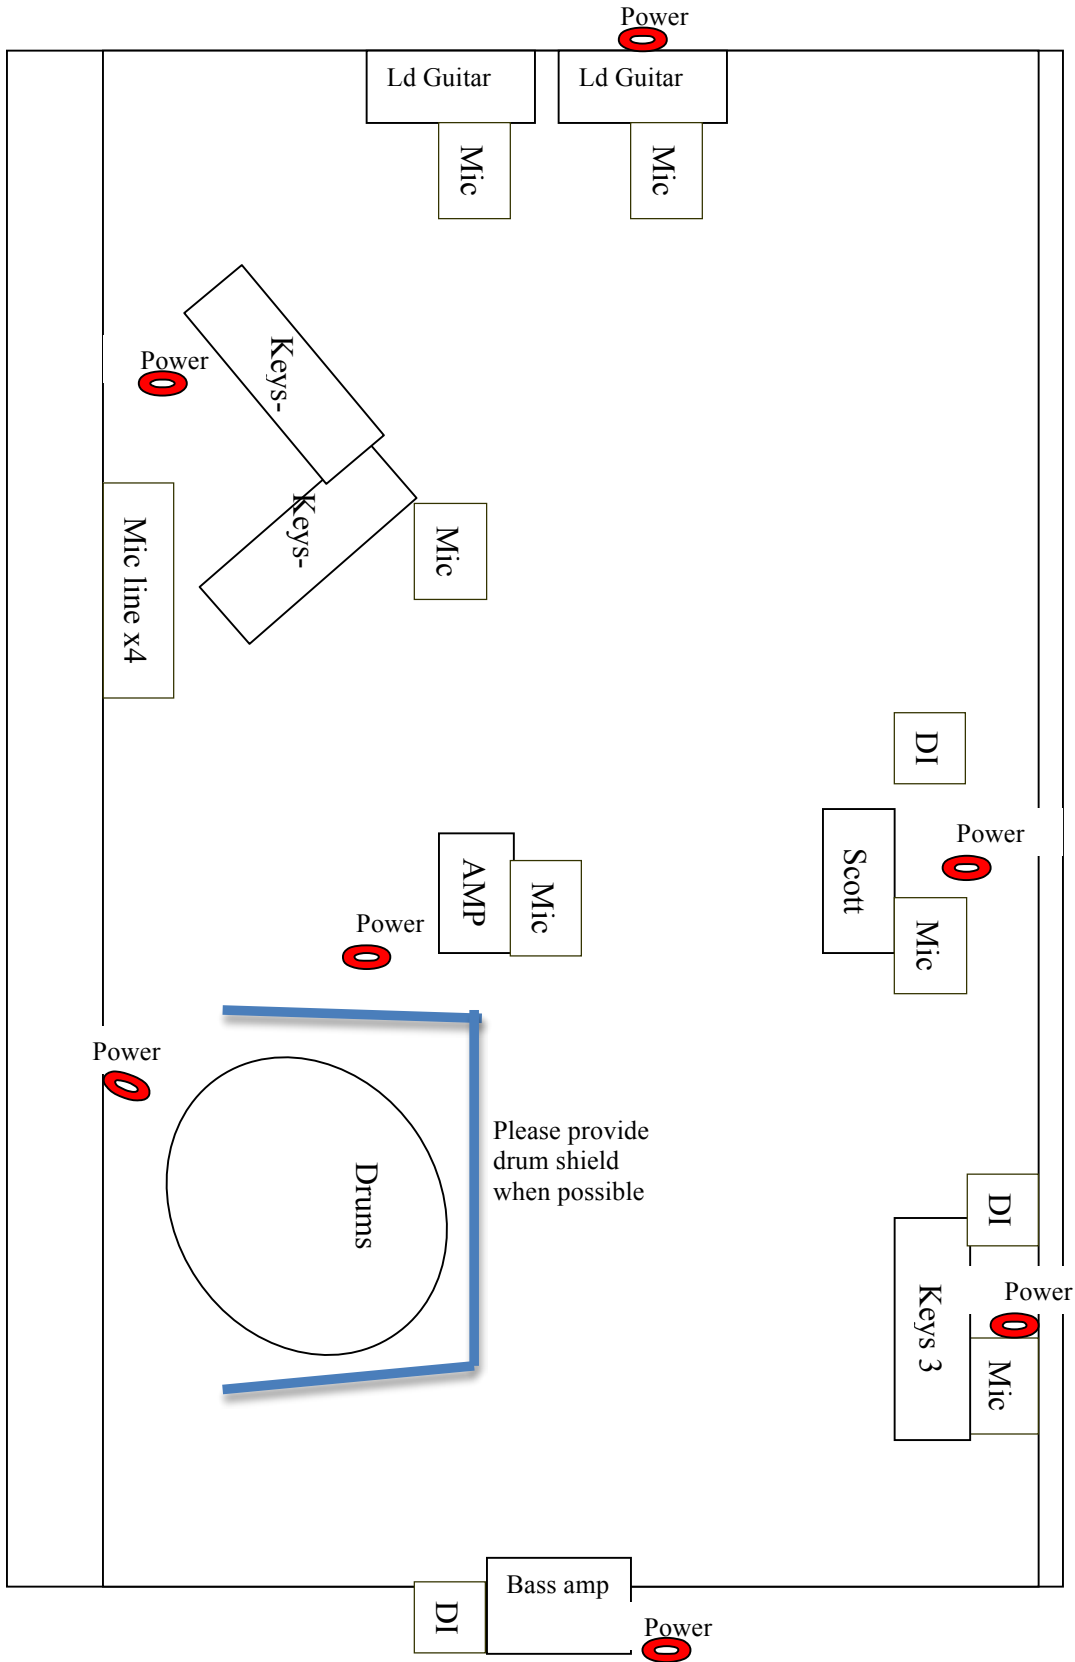 Power
Ld Guitar
Ld Guitar
Mic
Mic
Power
Keys-
Keys-
Mic
Mic line x4
DI
Power
Scott
AMP
Mic
Mic
Power
Power
Please provide
drum shield
when possible
Drums
DI
Power
Keys 3
Mic
Bass amp
DI
Power